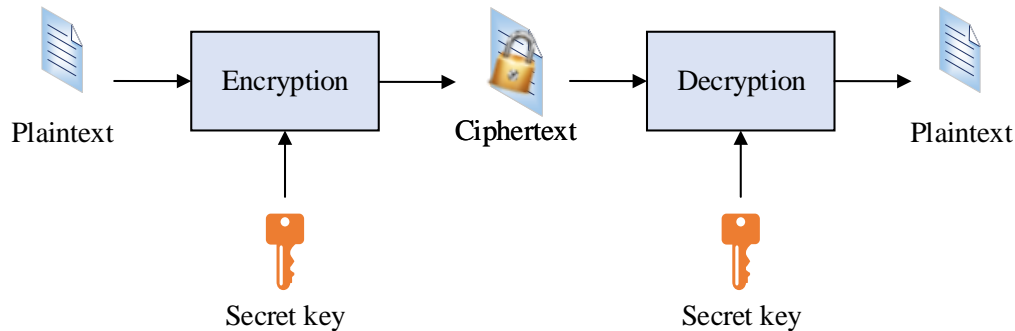 Encryption
Decryption
Plaintext
Ciphertext
Plaintext
Secret key
Secret key